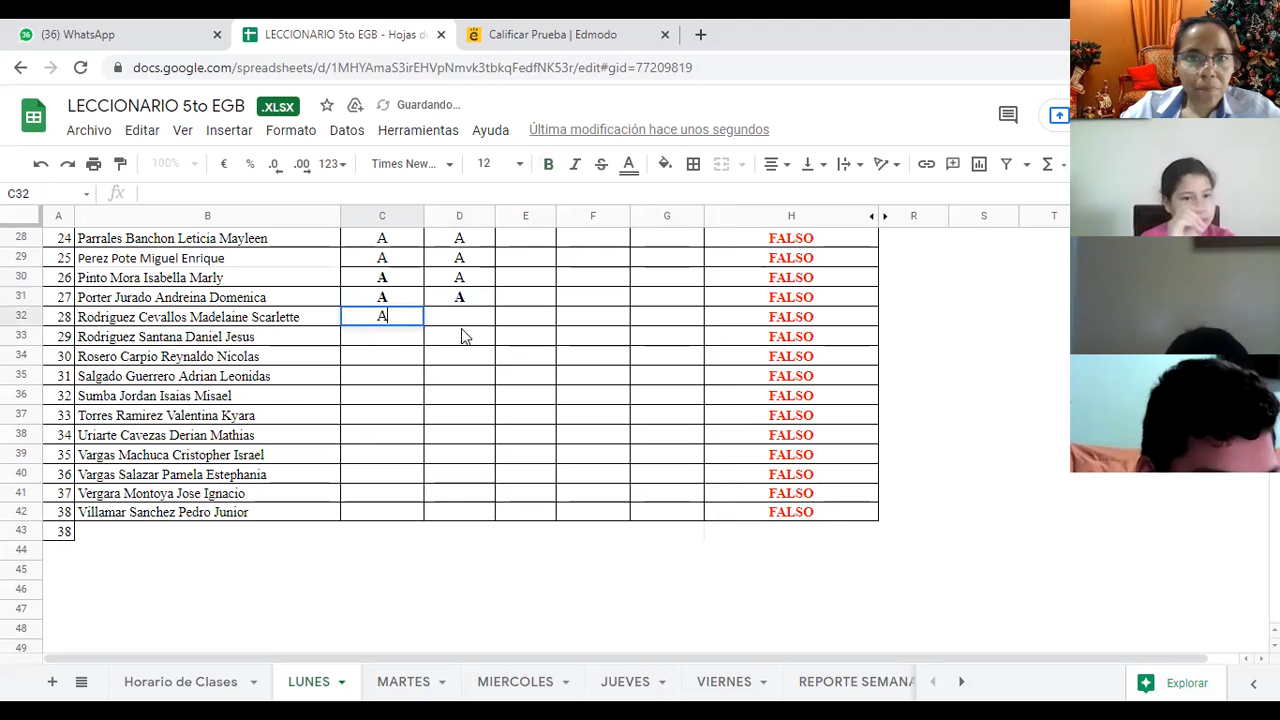 (36) WhatsApp
LECCIONARIO 5to EGB - Hojas de
Calificar Prueba | Edmodo
docs.google.com/spreadsheets/d/1MHYAmaS3irEHVpNmvk3tbkqFedfNK53r/edit#gid=77209819
LECCIONARIO 5to EGB .XLSX Guardando…
Archivo Editar Ver Insertar Formato Datos Herramientas Ayuda Última modificación hace unos segundos
100% € % .0 .00 123 Times New... 12 B I S A
C32 fx
A B C D E F G H R S T
28 24 Parrales Banchon Leticia Mayleen A A FALSO
29 25 Perez Pote Miguel Enrique A A FALSO
30 26 Pinto Mora Isabella Marly A A FALSO
31 27 Porter Jurado Andreina Domenica A A FALSO
32 28 Rodriguez Cevallos Madelaine Scarlette A FALSO
33 29 Rodriguez Santana Daniel Jesus FALSO
34 30 Rosero Carpio Reynaldo Nicolas FALSO
35 31 Salgado Guerrero Adrian Leonidas FALSO
36 32 Sumba Jordan Isaias Misael FALSO
37 33 Torres Ramirez Valentina Kyara FALSO
38 34 Uriarte Cavezas Derian Mathias FALSO
39 35 Vargas Machuca Cristopher Israel FALSO
40 36 Vargas Salazar Pamela Estephania FALSO
41 37 Vergara Montoya Jose Ignacio FALSO
42 38 Villamar Sanchez Pedro Junior FALSO
43 38
44
45
46
47
48
49
Horario de Clases LUNES MARTES MIERCOLES JUEVES VIERNES REPORTE SEMANA Explorar